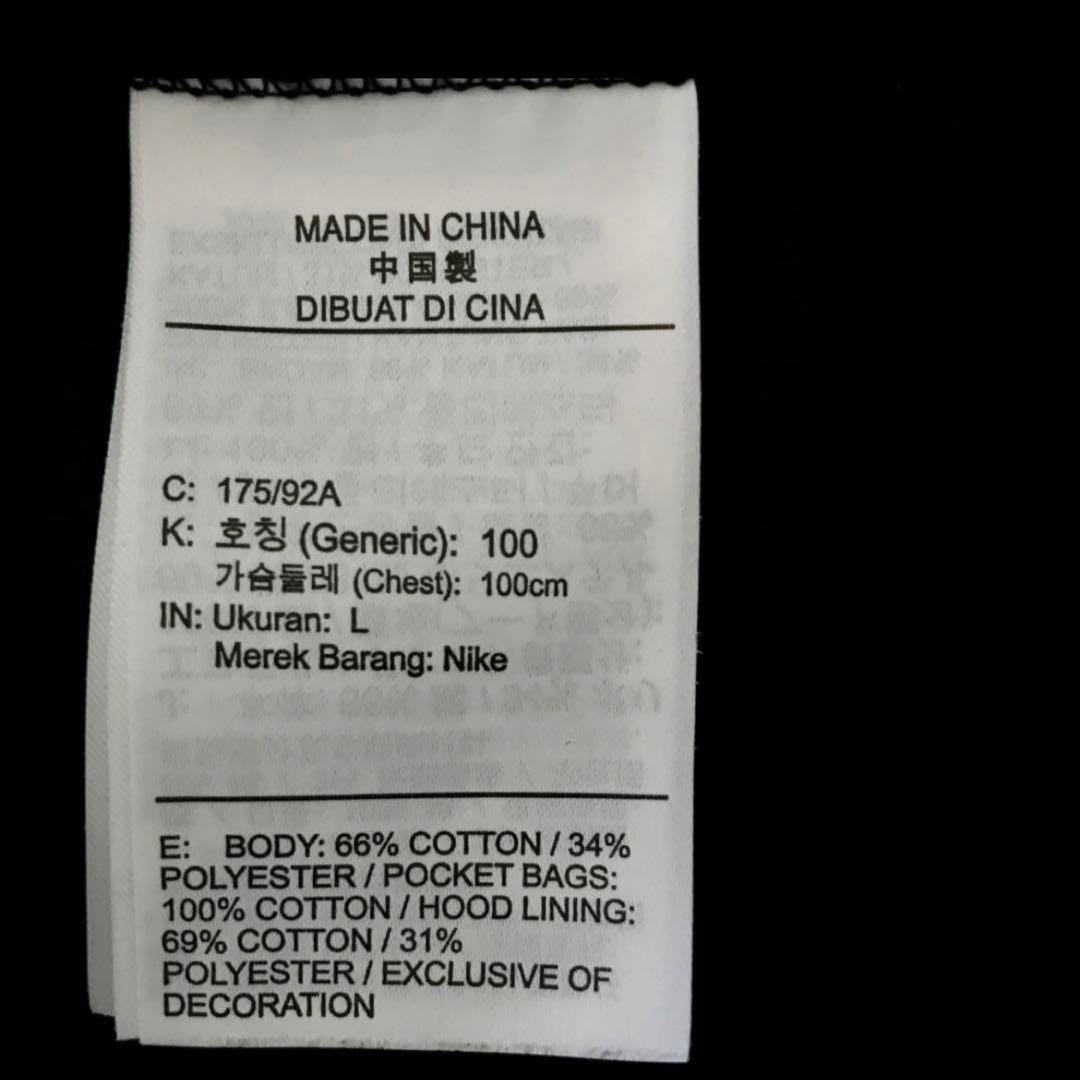 MADE IN CHINA
中国製
DIBUAT DI CINA
C: 175/92A
K: 호칭 (Generic): 100
가슴둘레 (Chest): 100cm
IN: Ukuran: L
Merek Barang: Nike
E: BODY: 66% COTTON / 34%
POLYESTER / POCKET BAGS:
100% COTTON / HOOD LINING:
69% COTTON / 31%
POLYESTER / EXCLUSIVE OF
DECORATION